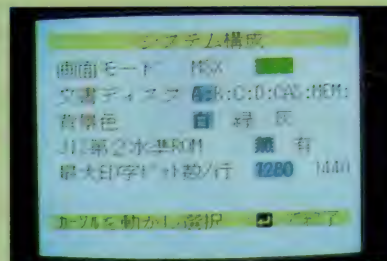 システム構成
画面モード MSX
文書ディスク A:B:C:D:CAS:MEM:
背景色 白 緑 灰
JIS第2水準ROM 無 有
最大印字ドット数/行 1280 1440
カーソルを動かし選択 終了